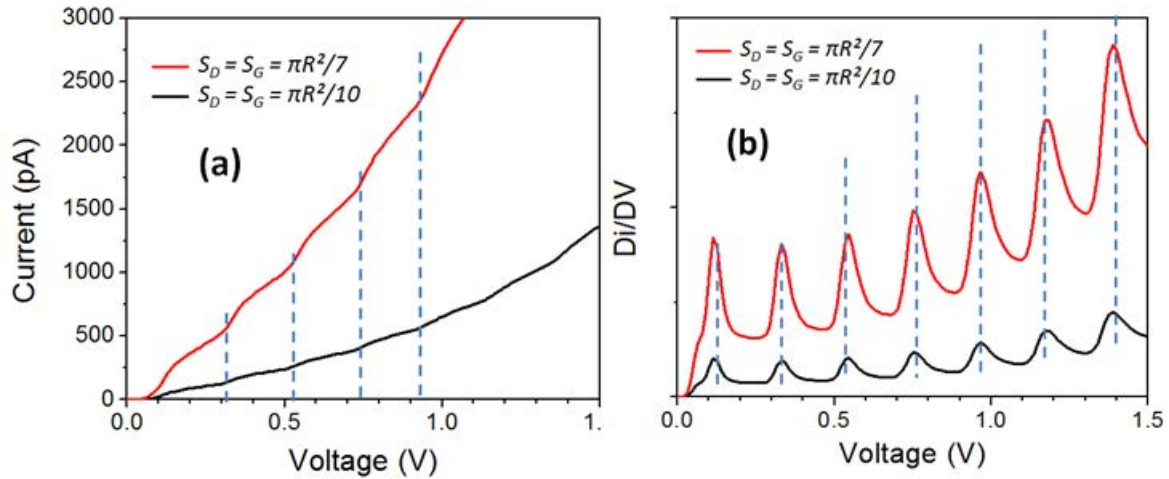 3000
2500
2000
1500
1000
500
0
0.0
0.5
1.0
1.
Current (pA)
Voltage (V)
S_D = S_G = πR²/7
S_D = S_G = πR²/10
(a)
Di/DV
S_D = S_G = πR²/7
S_D = S_G = πR²/10
(b)
0.0
0.5
1.0
1.5
Voltage (V)